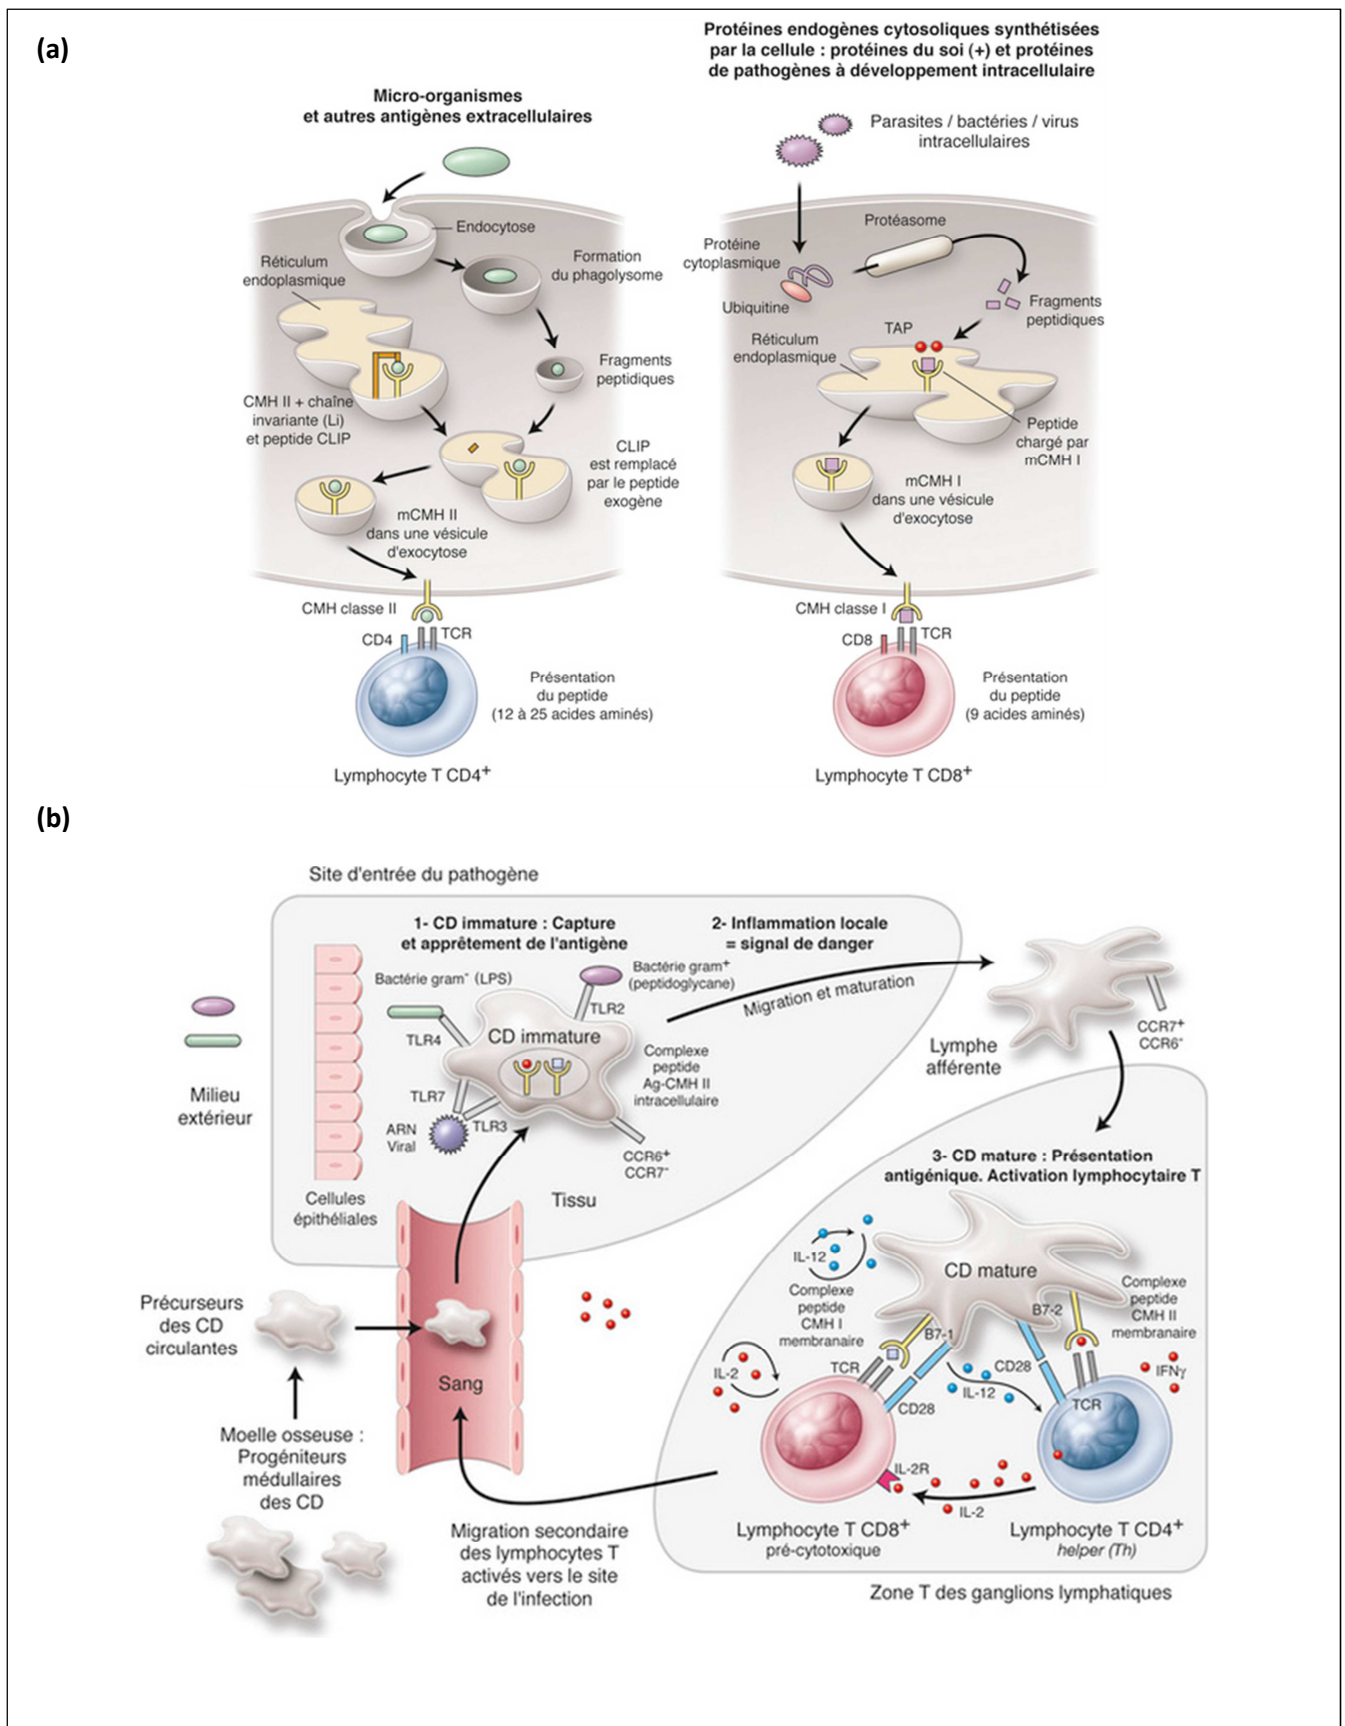 (a)
Protéines endogènes cytosoliques synthétisées
par la cellule : protéines du soi (+) et protéines
de pathogènes à développement intracellulaire
Micro-organismes
et autres antigènes extracellulaires
Parasites / bactéries / virus
intracellulaires
Endocytose
Réticulum
endoplasmique
Formation
du phagolysome
Fragments
peptidiques
CMH II + chaîne
invariante (Li)
et peptide CLIP
CLIP
est remplacé
par le peptide
exogène
mCMH II
dans une vésicule
d'exocytose
CMH classe II
CD4
TCR
Présentation
du peptide
(12 à 25 acides aminés)
Lymphocyte T CD4+
Protéasome
Protéine
cytoplasmique
Ubiquitine
Fragments
peptidiques
TAP
Réticulum
endoplasmique
Peptide
chargé par
mCMH I
mCMH I
dans une vésicule
d'exocytose
CMH classe I
CD8
TCR
Présentation
du peptide
(9 acides aminés)
Lymphocyte T CD8+
(b)
Site d'entrée du pathogène
1- CD immature : Capture
et apprêtement de l'antigène
2- Inflammation locale
= signal de danger
Bactérie gram- (LPS)
Bactérie gram+
(peptidoglycane)
TLR2
TLR4
CD immature
Complexe
peptide
Ag-CMH II
intracellulaire
TLR7
TLR3
ARN
Viral
CCR6+
CCR7-
Migration et maturation
Milieu
extérieur
Cellules
épithéliales
Tissu
Lymphe
afférente
CCR7+
CCR6-
3- CD mature : Présentation
antigénique. Activation lymphocytaire T
IL-12
CD mature
Complexe
peptide
CMH I
membranaire
B7-2
B7-1
Complexe
peptide
CMH II
membranaire
TCR
CD28
IL-12
CD28
TCR
IFNγ
IL-2
IL-2R
IL-2
Lymphocyte T CD8+
pré-cytotoxique
Lymphocyte T CD4+
helper (Th)
Zone T des ganglions lymphatiques
Précurseurs
des CD
circulantes
Sang
Moelle osseuse :
Progéniteurs
médullaires
des CD
Migration secondaire
des lymphocytes T
activés vers le site
de l'infection